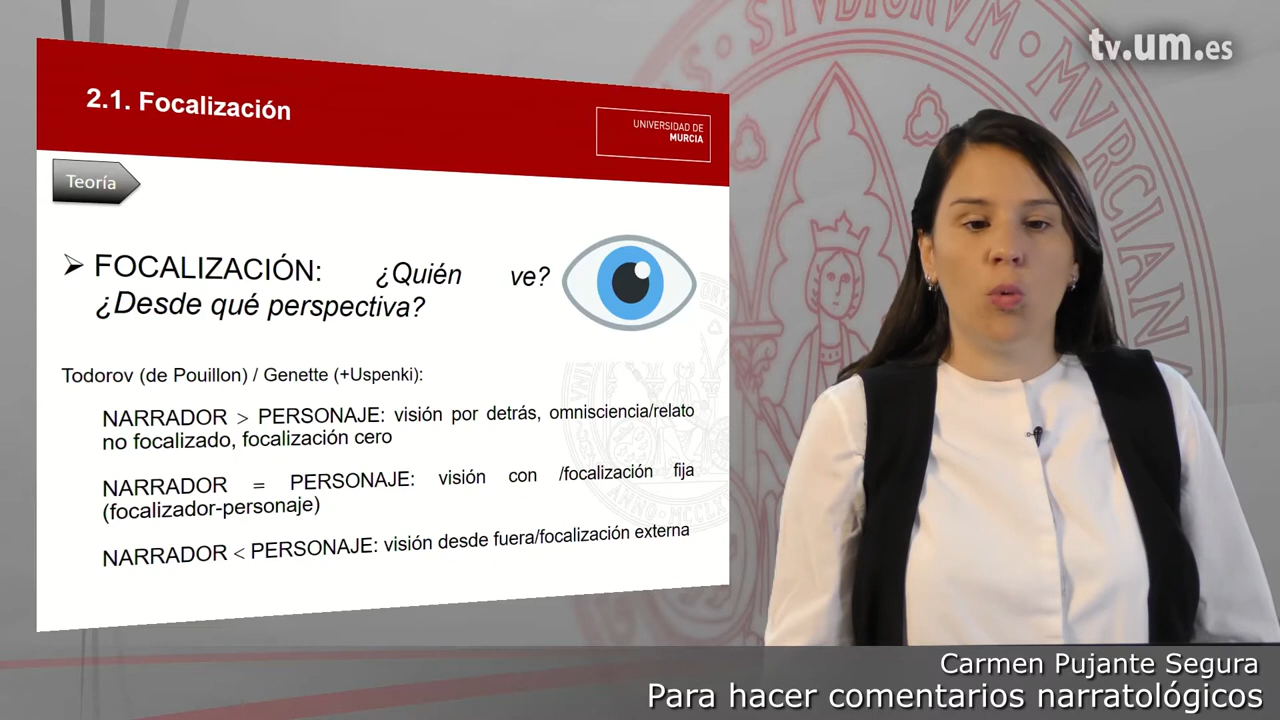 tv.um.es
2.1. Focalización
UNIVERSIDAD DE
MURCIA
Teoría
➢ FOCALIZACIÓN: ¿Quién ve?
¿Desde qué perspectiva?
Todorov (de Pouillon) / Genette (+Uspenki):
NARRADOR > PERSONAJE: visión por detrás, omnisciencia/relato
no focalizado, focalización cero
NARRADOR = PERSONAJE: visión con /focalización fija
(focalizador-personaje)
NARRADOR < PERSONAJE: visión desde fuera/focalización externa
Carmen Pujante Segura
Para hacer comentarios narratológicos